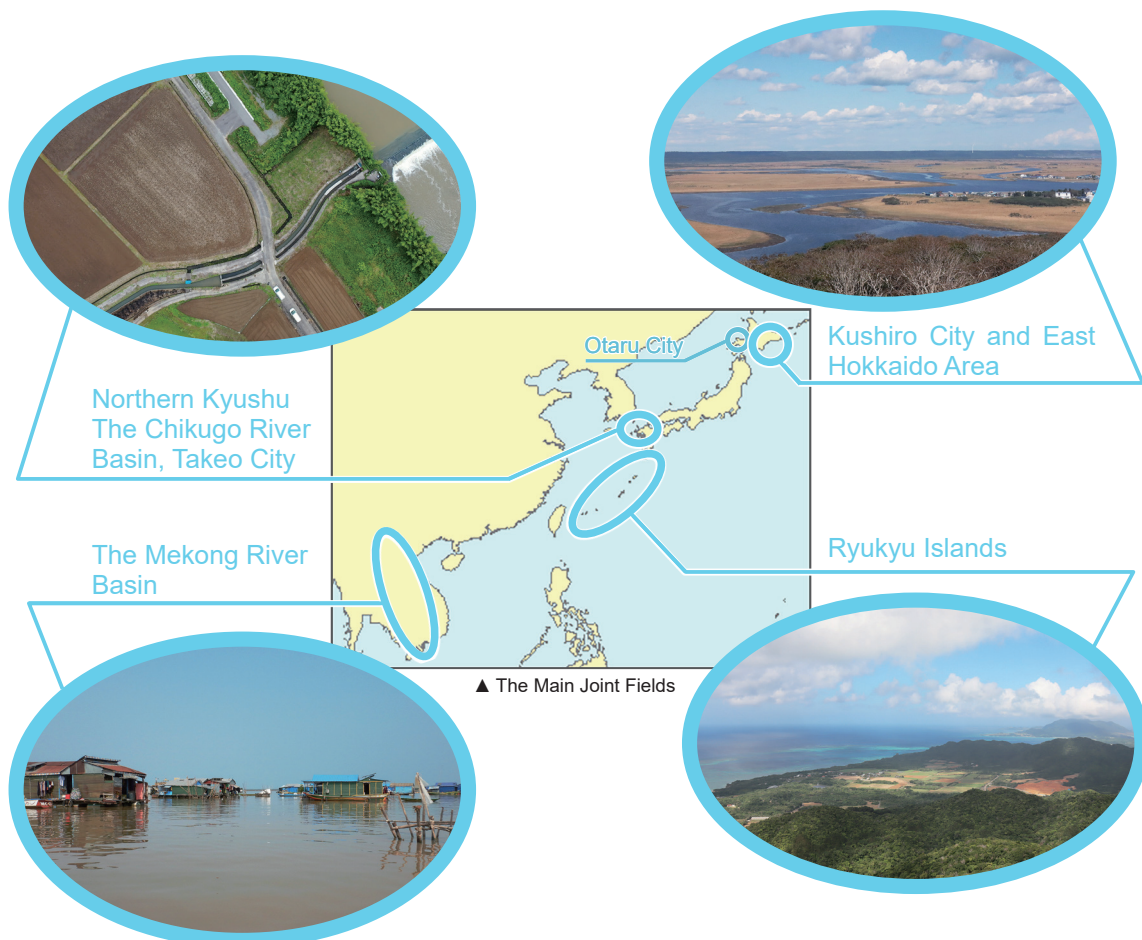 Otaru City
Kushiro City and East
Hokkaido Area
Northern Kyushu
The Chikugo River
Basin, Takeo City
The Mekong River
Basin
Ryukyu Islands
▲ The Main Joint Fields